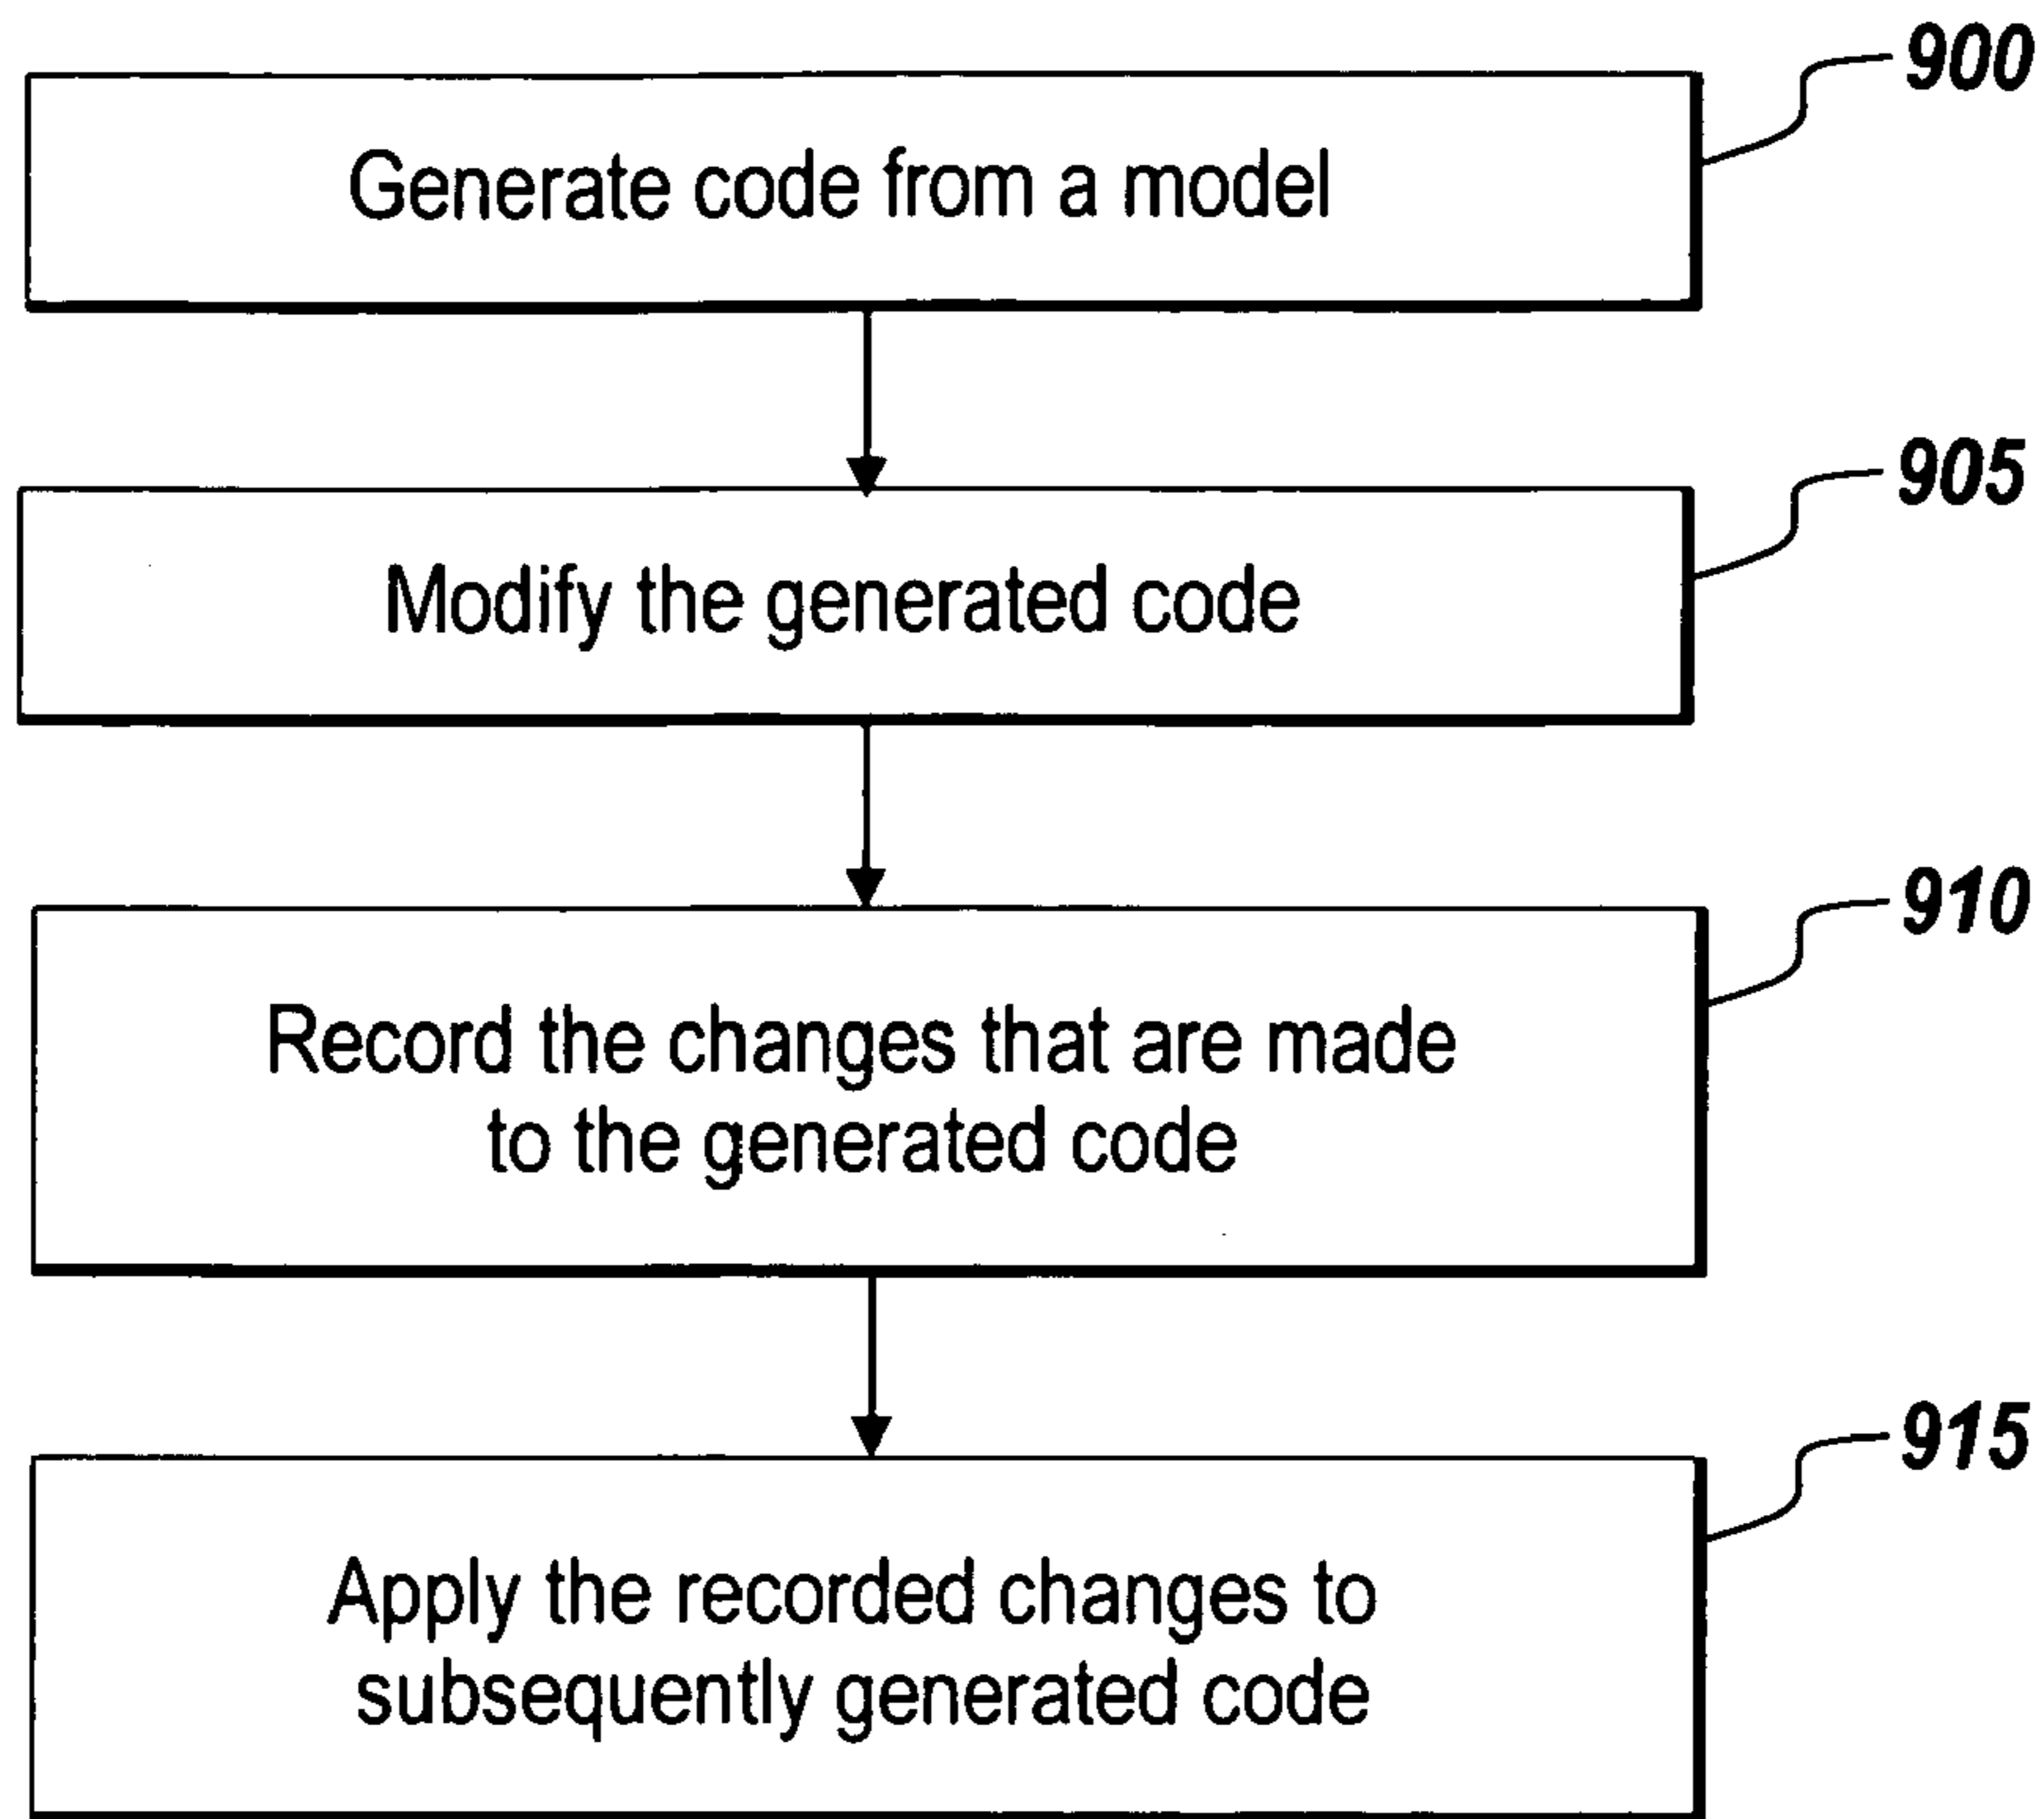 900
Generate code from a model
905
Modify the generated code
910
Record the changes that are made
to the generated code
915
Apply the recorded changes to
subsequently generated code